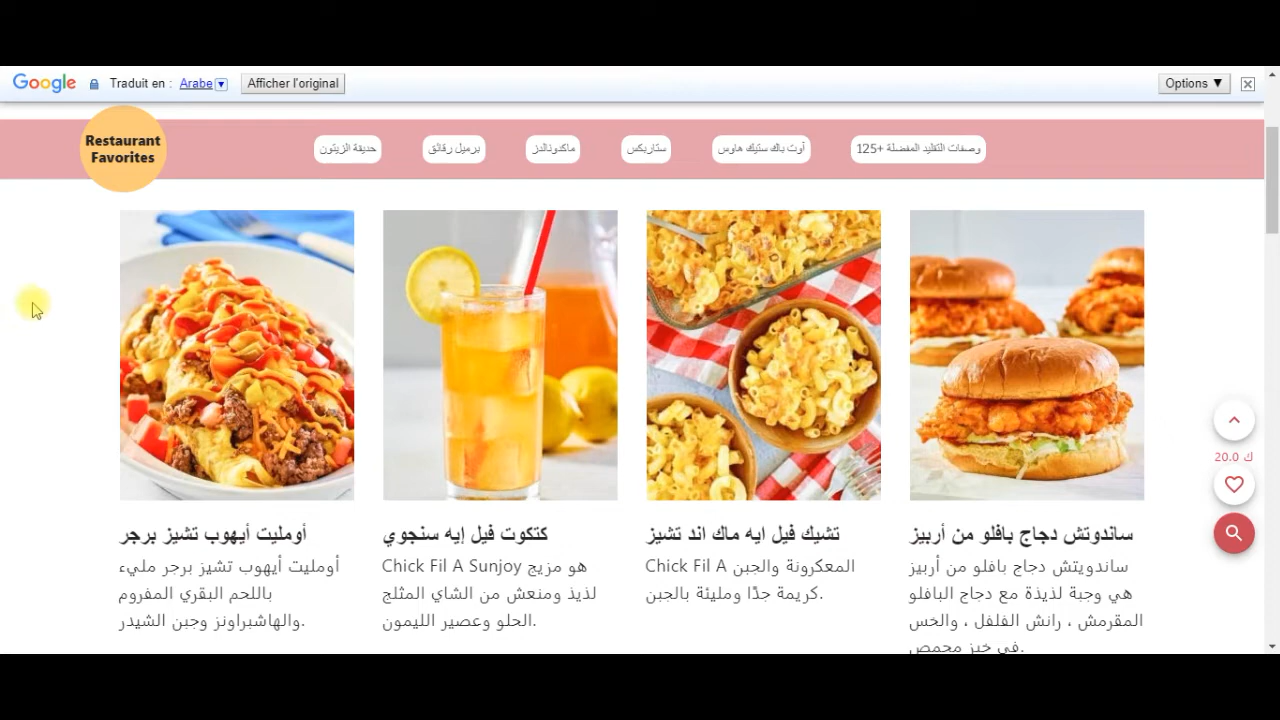 Google Traduit en : Arabe ▼ Afficher l'original Options ▼
Restaurant
Favorites
حديقة الزيتون
برميل رقائق
ماكدونالدز
ستاربكس
أوت باك ستيك هاوس
125+ وصفات التقليد المفضلة
أومليت أيهوب تشيز برجر
أومليت أيهوب تشيز برجر مليء
باللحم البقري المفروم
والهاشبراونز وجبن الشيدر.
كتكوت فيل إيه سنجوي
Chick Fil A Sunjoy هو مزيج
لذيذ ومنعش من الشاي المثلج
الحلو وعصير الليمون.
تشيك فيل ايه ماك اند تشيز
Chick Fil A المعكرونة والجبن
كريمة جدًا ومليئة بالجبن.
ساندوتش دجاج بافلو من أربيز
ساندويتش دجاج بافلو من أربيز
هي وجبة لذيذة مع دجاج البافلو
المقرمش ، رانش الفلفل ، والخس
في خبز محمص.
20.0 ك